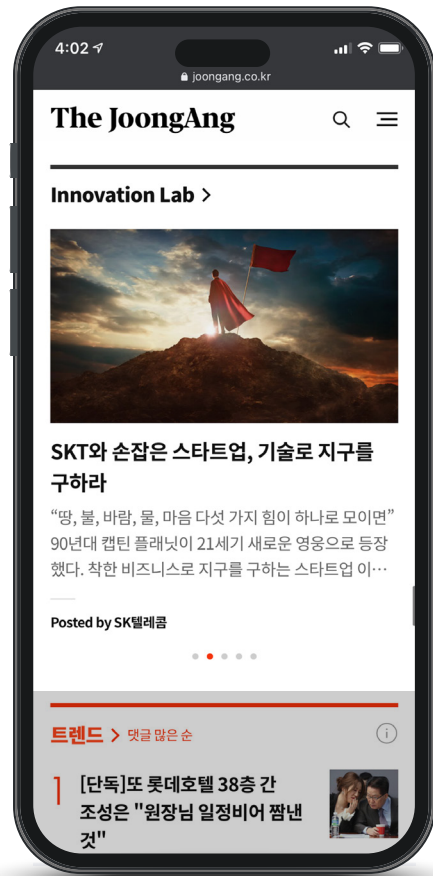 4:02
joongang.co.kr
The JoongAng
Innovation Lab >
SKT와 손잡은 스타트업, 기술로 지구를
구하라
“땅, 불, 바람, 물, 마음 다섯 가지 힘이 하나로 모이면”
90년대 캡틴 플래닛이 21세기 새로운 영웅으로 등장
했다. 착한 비즈니스로 지구를 구하는 스타트업 이…
Posted by SK텔레콤
트렌드 > 댓글 많은 순
1 [단독]또 롯데호텔 38층 간
조성은 "원장님 일정비어 짬낸
것"